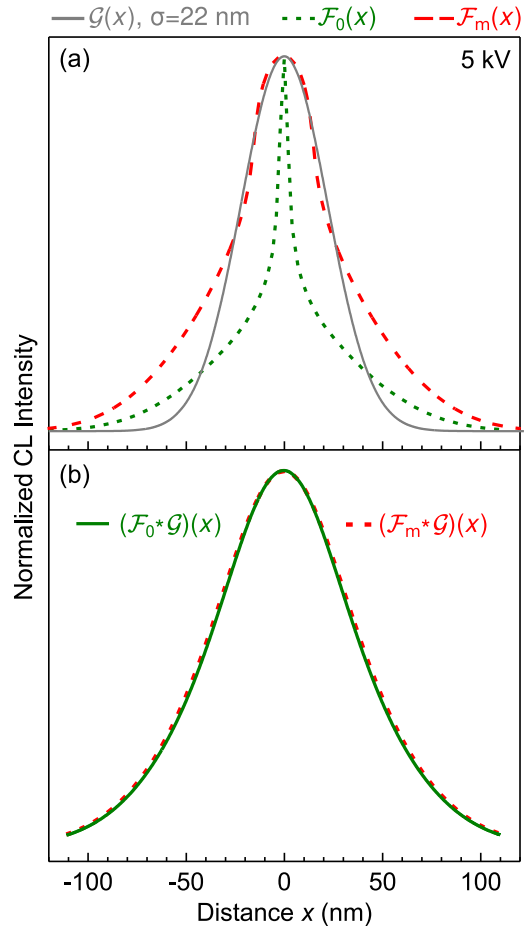 𝒢(x), σ=22 nm ℱ₀(x) ℱₘ(x)
(a) 5 kV
Normalized CL Intensity
(b)
(ℱ₀*𝒢)(x) (ℱₘ*𝒢)(x)
-100 -50 0 50 100
Distance x (nm)